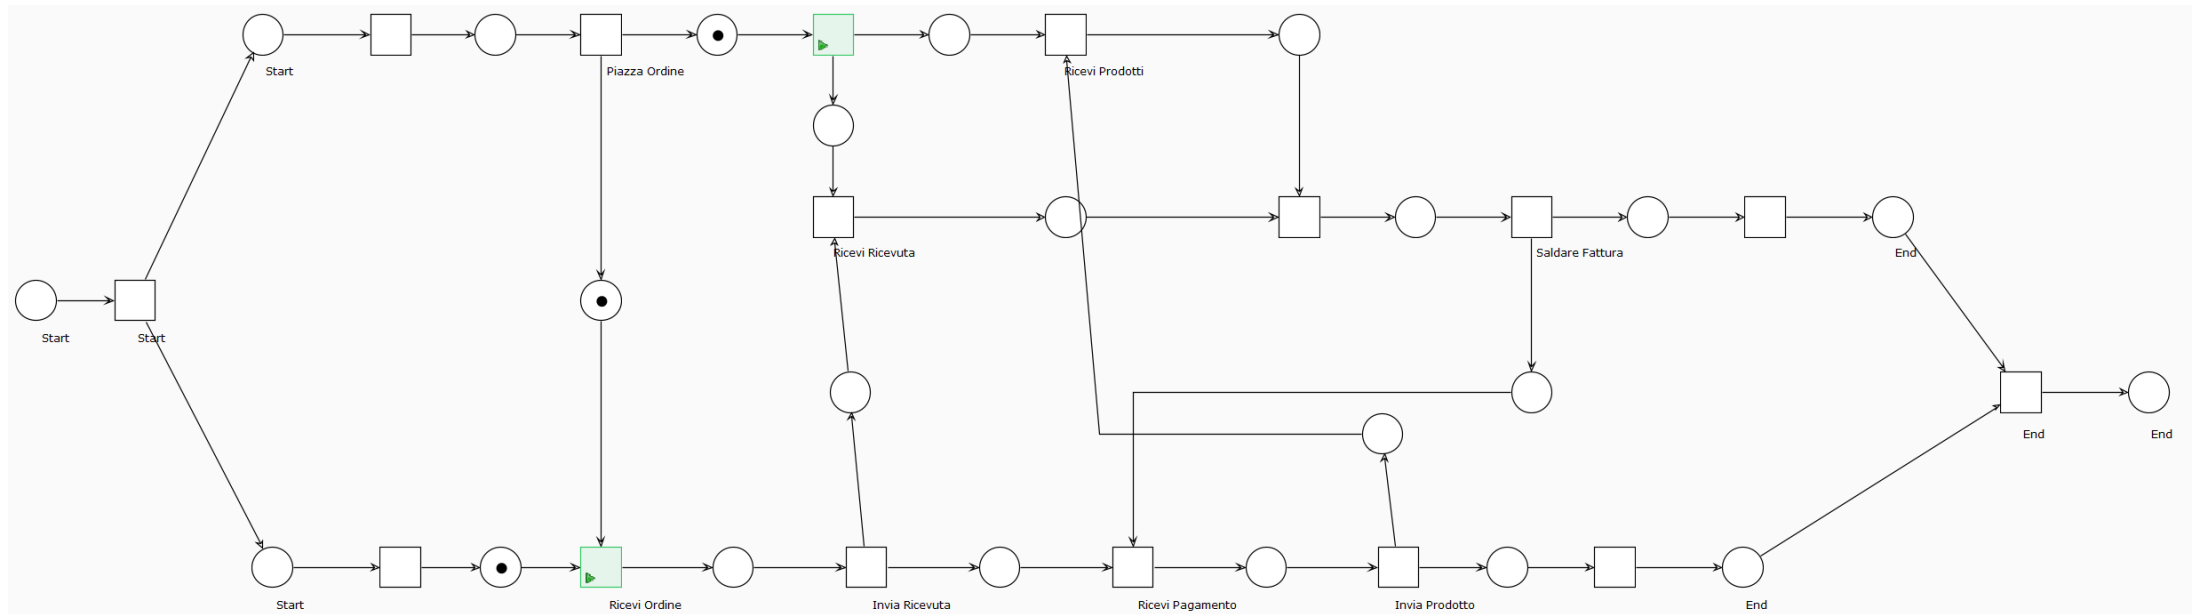 Start
Piazza Ordine
Ricevi Prodotti
Ricevi Ricevuta
Saldare Fattura
End
Start
Start
End
End
Start
Ricevi Ordine
Invia Ricevuta
Ricevi Pagamento
Invia Prodotto
End